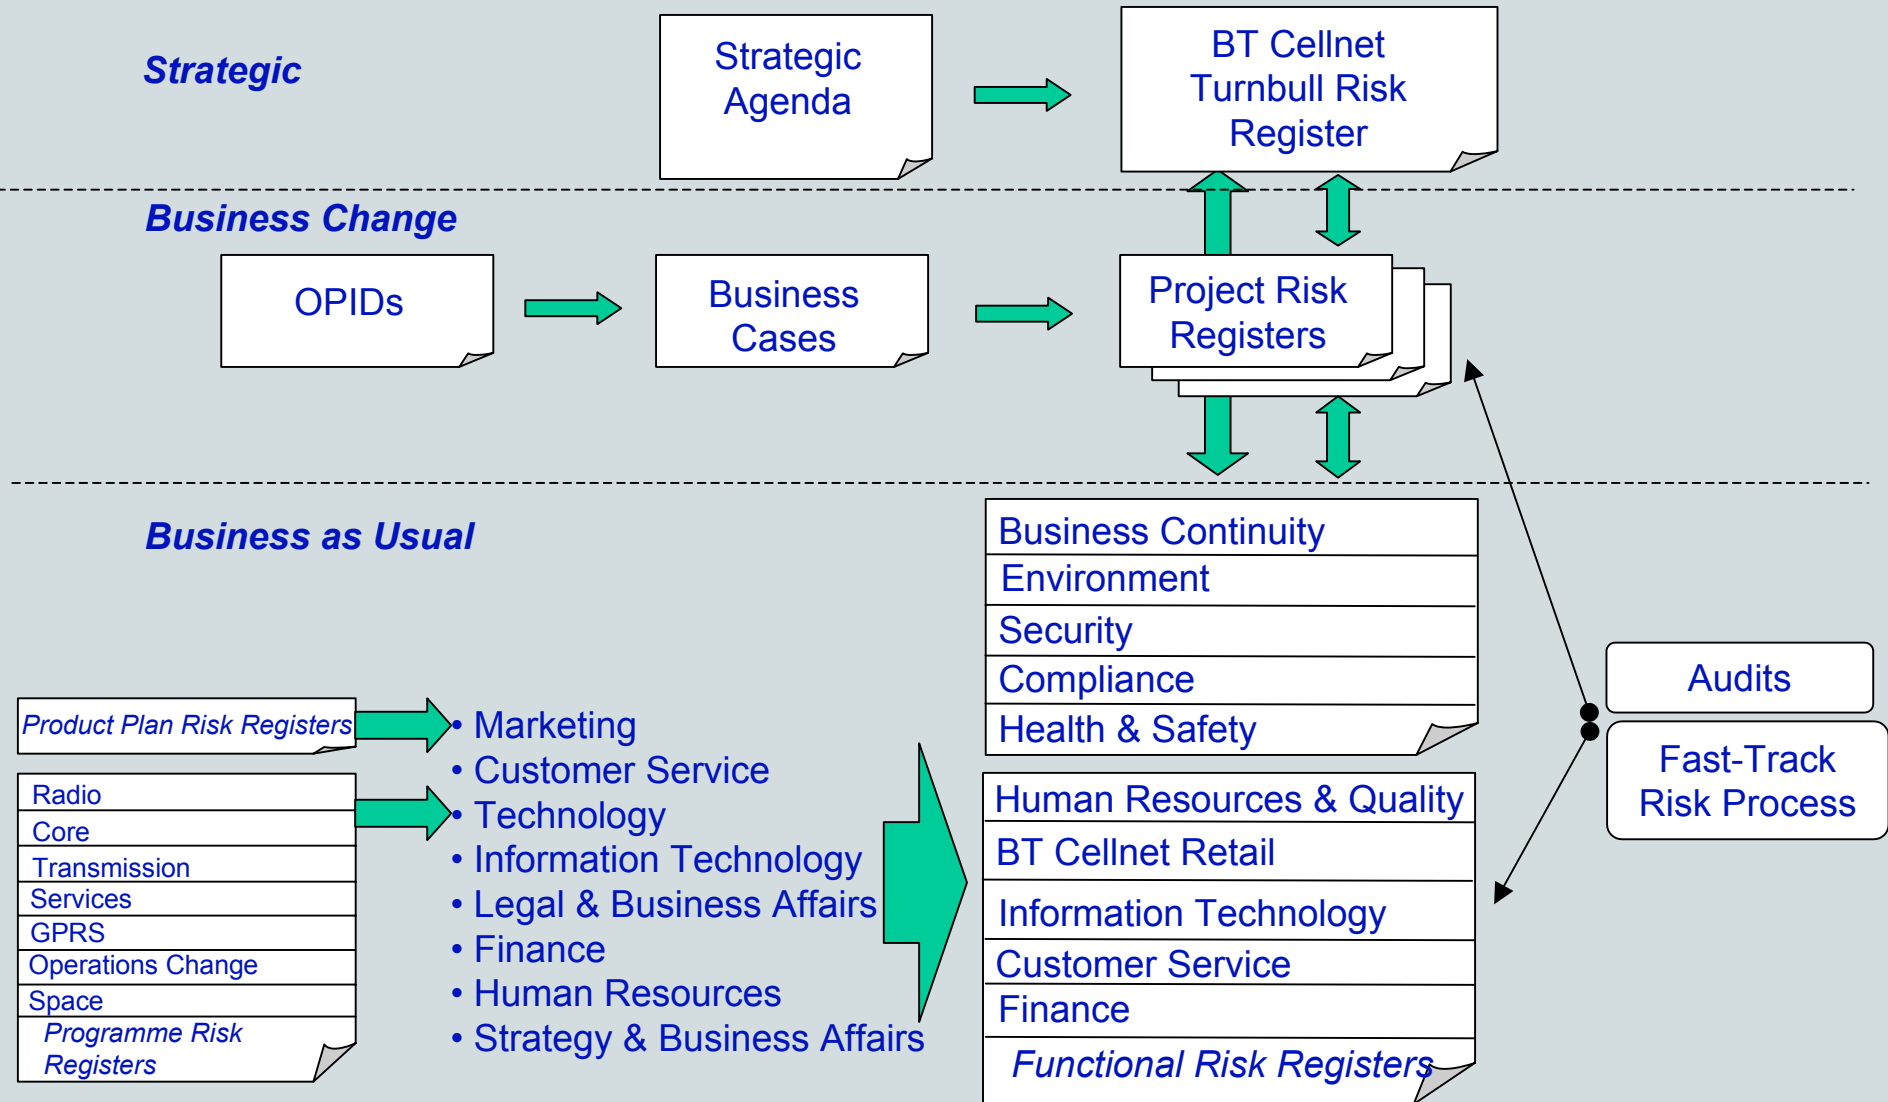 Strategic
Strategic
Agenda
BT Cellnet
Turnbull Risk
Register
Business Change
OPIDs
Business
Cases
Project Risk
Registers
Business as Usual
Business Continuity
Environment
Security
Compliance
Health & Safety
Product Plan Risk Registers
Radio
Core
Transmission
Services
GPRS
Operations Change
Space
Programme Risk
Registers
• Marketing
• Customer Service
• Technology
• Information Technology
• Legal & Business Affairs
• Finance
• Human Resources
• Strategy & Business Affairs
Human Resources & Quality
BT Cellnet Retail
Information Technology
Customer Service
Finance
Functional Risk Registers
Audits
Fast-Track
Risk Process